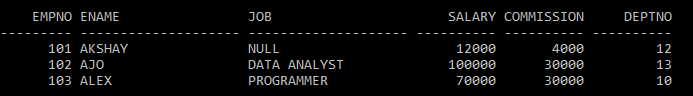 EMPNO ENAME JOB SALARY COMMISSION DEPTNO
---------- -------------------- -------------------- ---------- ---------- ----------
101 AKSHAY NULL 12000 4000 12
102 AJO DATA ANALYST 100000 30000 13
103 ALEX PROGRAMMER 70000 30000 10